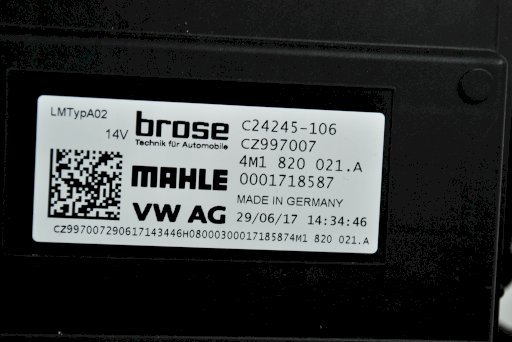 LMTypA02
14V
brose
Technik für Automobile
MAHLE
VW AG
C24245-106
CZ997007
4M1 820 021.A
0001718587
MADE IN GERMANY
29/06/17 14:34:46
CZ997007290617143446H08000300017185874M1 820 021.A